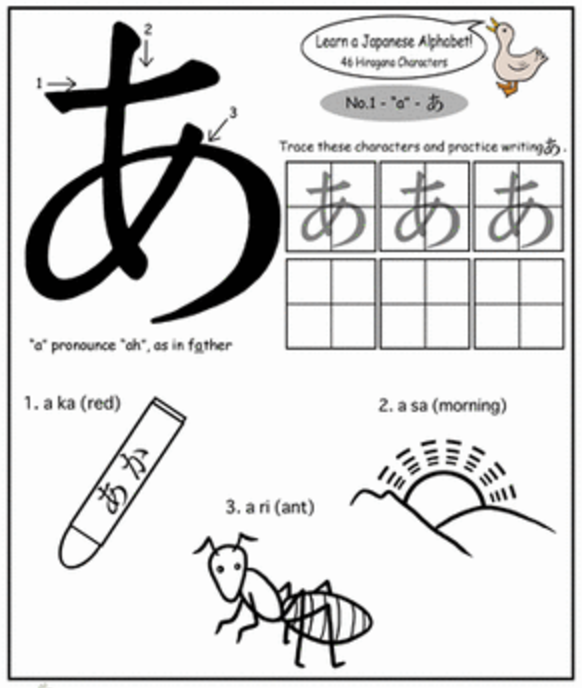 Learn a Japanese Alphabet!
46 Hiragana Characters
No.1 - "a" - あ
1
2
3
あ
"a" pronounce "ah", as in father
Trace these characters and practice writing あ.
あ あ あ
1. a ka (red)
あか
2. a sa (morning)
3. a ri (ant)